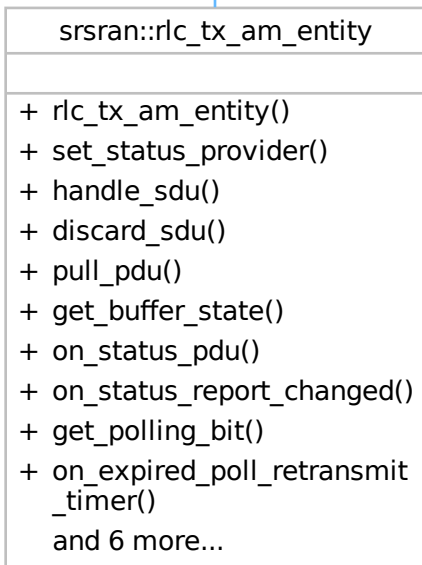 srsran::rlc_tx_am_entity
+ rlc_tx_am_entity()
+ set_status_provider()
+ handle_sdu()
+ discard_sdu()
+ pull_pdu()
+ get_buffer_state()
+ on_status_pdu()
+ on_status_report_changed()
+ get_polling_bit()
+ on_expired_poll_retransmit
_timer()
and 6 more...